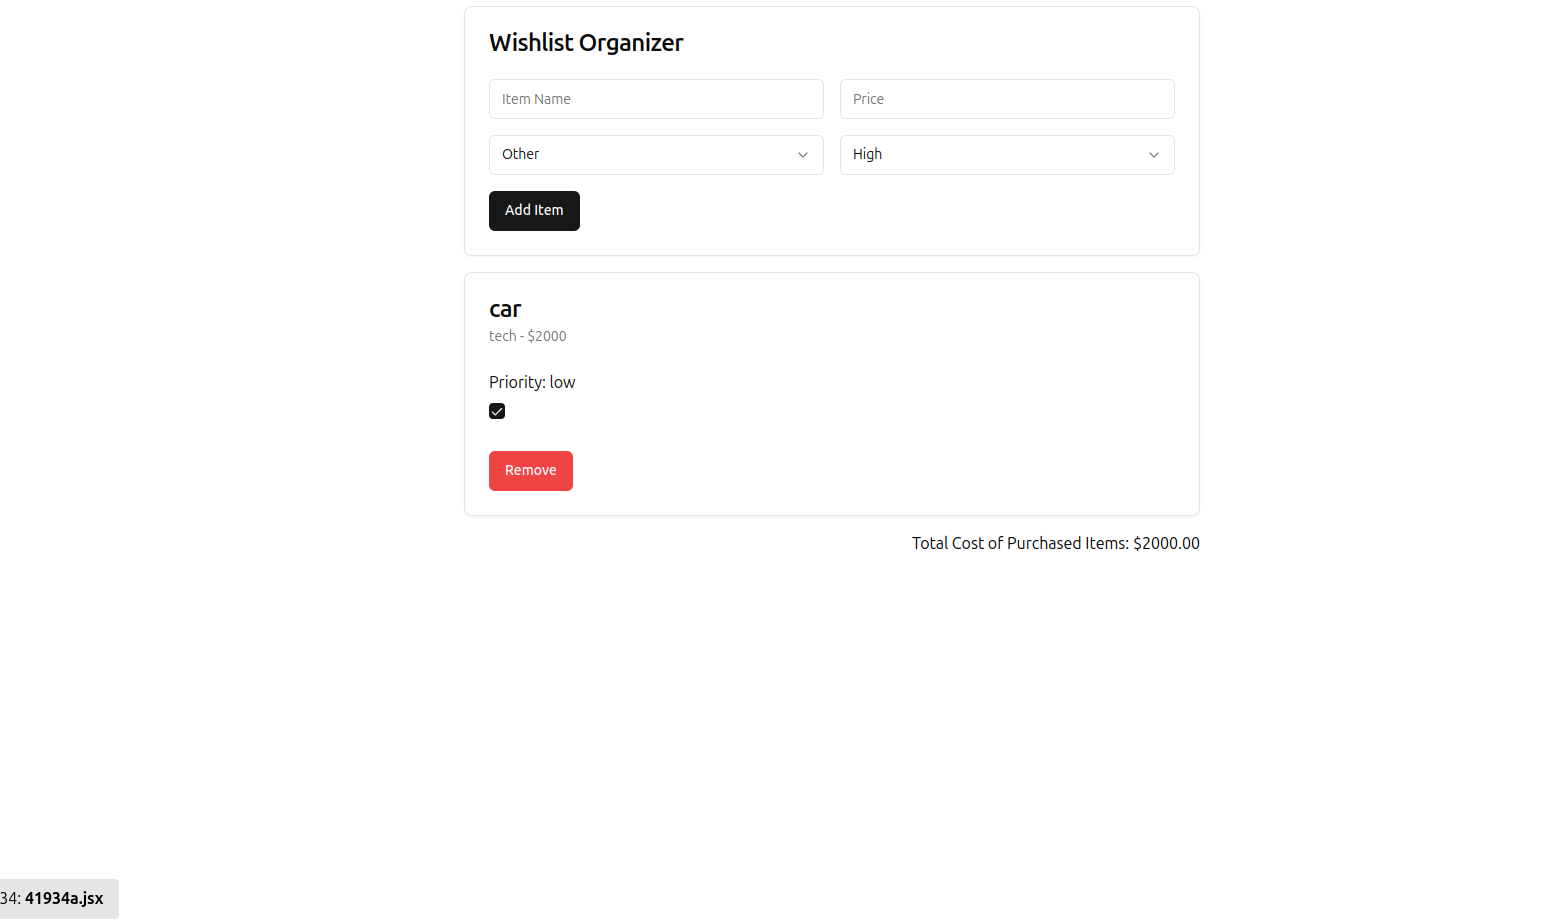 Wishlist Organizer
Item Name
Price
Other
High
Add Item
car
tech - $2000
Priority: low
Remove
Total Cost of Purchased Items: $2000.00
34: 41934a.jsx